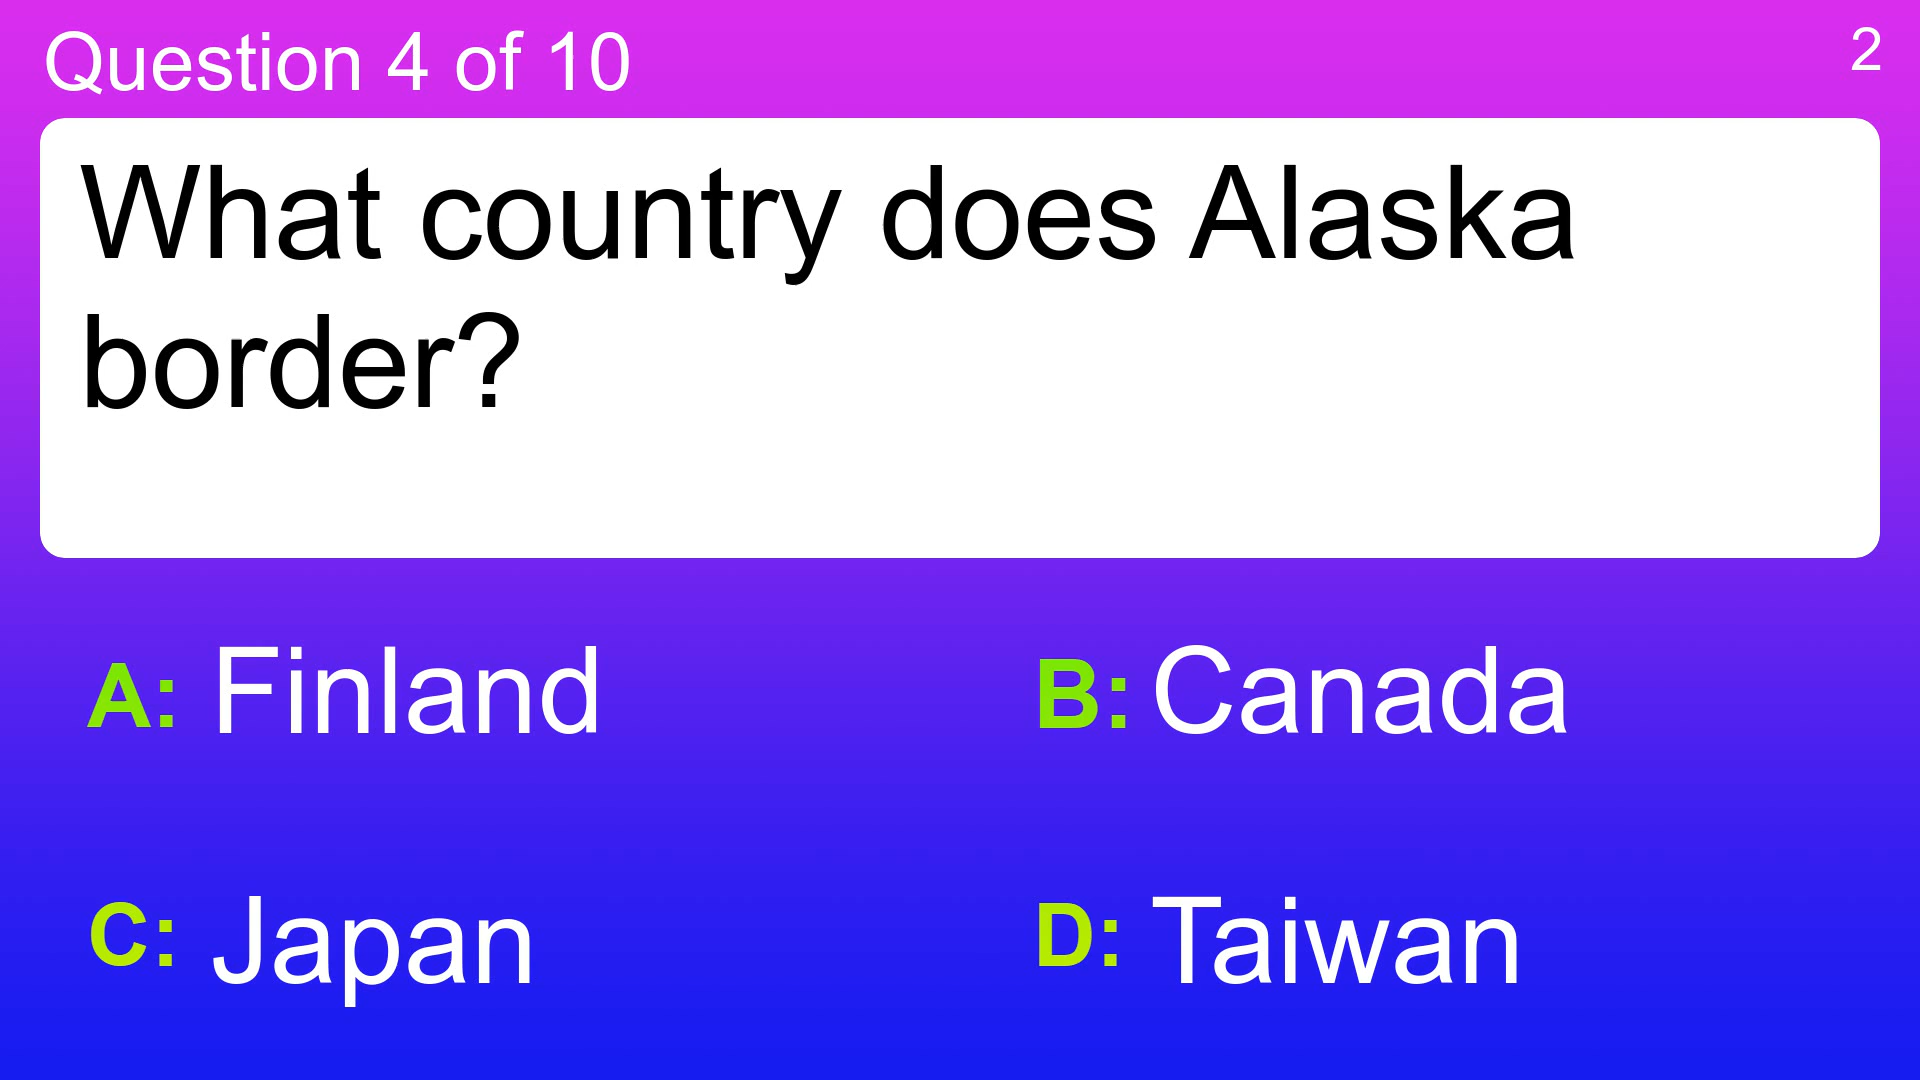 Question 4 of 10
2
What country does Alaska
border?
A: Finland
B: Canada
C: Japan
D: Taiwan